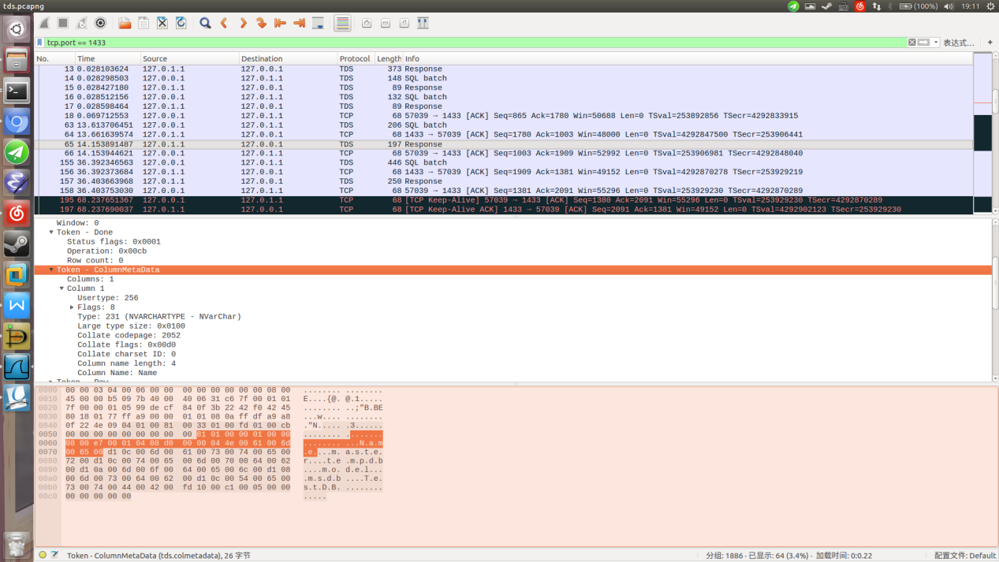 tds.pcapng
(100%) 19:11
tcp.port == 1433 表达式… +
No. Time Source Destination Protocol Length Info
13 0.028103624 127.0.1.1 127.0.0.1 TDS 373 Response
14 0.028298503 127.0.0.1 127.0.1.1 TDS 148 SQL batch
15 0.028427180 127.0.1.1 127.0.0.1 TDS 89 Response
16 0.028512156 127.0.0.1 127.0.1.1 TDS 132 SQL batch
17 0.028598464 127.0.1.1 127.0.0.1 TDS 89 Response
18 0.069712553 127.0.0.1 127.0.1.1 TCP 68 57039 → 1433 [ACK] Seq=865 Ack=1780 Win=50688 Len=0 TSval=253892856 TSecr=4292833915
63 13.613706451 127.0.0.1 127.0.1.1 TDS 206 SQL batch
64 13.661639574 127.0.1.1 127.0.0.1 TCP 68 1433 → 57039 [ACK] Seq=1780 Ack=1003 Win=48000 Len=0 TSval=4292847500 TSecr=253906441
65 14.153891487 127.0.1.1 127.0.0.1 TDS 197 Response
66 14.153944621 127.0.0.1 127.0.1.1 TCP 68 57039 → 1433 [ACK] Seq=1003 Ack=1909 Win=52992 Len=0 TSval=253906981 TSecr=4292848040
155 36.392346563 127.0.0.1 127.0.1.1 TDS 446 SQL batch
156 36.392373684 127.0.1.1 127.0.0.1 TCP 68 1433 → 57039 [ACK] Seq=1909 Ack=1381 Win=49152 Len=0 TSval=4292870278 TSecr=253929219
157 36.403663968 127.0.1.1 127.0.0.1 TDS 250 Response
158 36.403753030 127.0.0.1 127.0.1.1 TCP 68 57039 → 1433 [ACK] Seq=1381 Ack=2091 Win=55296 Len=0 TSval=253929230 TSecr=4292870289
195 68.237651367 127.0.0.1 127.0.1.1 TCP 68 [TCP Keep-Alive] 57039 → 1433 [ACK] Seq=1380 Ack=2091 Win=55296 Len=0 TSval=253929230 TSecr=4292870289
197 68.237690037 127.0.1.1 127.0.0.1 TCP 68 [TCP Keep-Alive ACK] 1433 → 57039 [ACK] Seq=2091 Ack=1381 Win=49152 Len=0 TSval=4292902123 TSecr=253929230
Window: 0
Token - Done
Status flags: 0x0001
Operation: 0x00cb
Row count: 0
Token - ColumnMetaData
Columns: 1
Column 1
Usertype: 256
Flags: 8
Type: 231 (NVARCHARTYPE - NVarChar)
Large type size: 0x0100
Collate codepage: 2052
Collate flags: 0x00d0
Collate charset ID: 0
Column name length: 4
Column Name: Name
Token - Row
0000 00 00 03 04 00 06 00 00 00 00 00 00 00 00 08 00 ........ ........
0010 45 00 00 b5 09 7b 40 00 40 06 31 c6 7f 00 01 01 E....{@. @.1.....
0020 7f 00 00 01 05 99 de cf 84 0f 3b 22 42 f0 42 45 ........ ..;"B.BE
0030 80 18 01 77 ff a9 00 00 01 01 08 0a ff df a9 a8 ...w.... ........
0040 0f 22 4e 09 04 01 00 81 00 33 01 00 fd 01 00 cb ."N..... .3......
0050 00 00 00 00 00 00 00 00 00 81 01 00 00 01 00 00 ........ ........
0060 08 00 e7 00 01 04 08 d0 00 00 04 4e 00 61 00 6d ........ ...N.a.m
0070 00 65 00 d1 0c 00 6d 00 61 00 73 00 74 00 65 00 .e....m. a.s.t.e.
0080 72 00 d1 0c 00 74 00 65 00 6d 00 70 00 64 00 62 r....t.e .m.p.d.b
0090 00 d1 0a 00 6d 00 6f 00 64 00 65 00 6c 00 d1 08 ....m.o. d.e.l...
00a0 00 6d 00 73 00 64 00 62 00 d1 0c 00 54 00 65 00 .m.s.d.b ....T.e.
00b0 73 00 74 00 44 00 42 00 fd 10 00 c1 00 05 00 00 s.t.D.B. ........
00c0 00 00 00 00 00 .....
Token - ColumnMetaData (tds.colmetadata), 26 字节 分组: 1886 · 已显示: 64 (3.4%) · 加载时间: 0:0.22 配置文件: Default